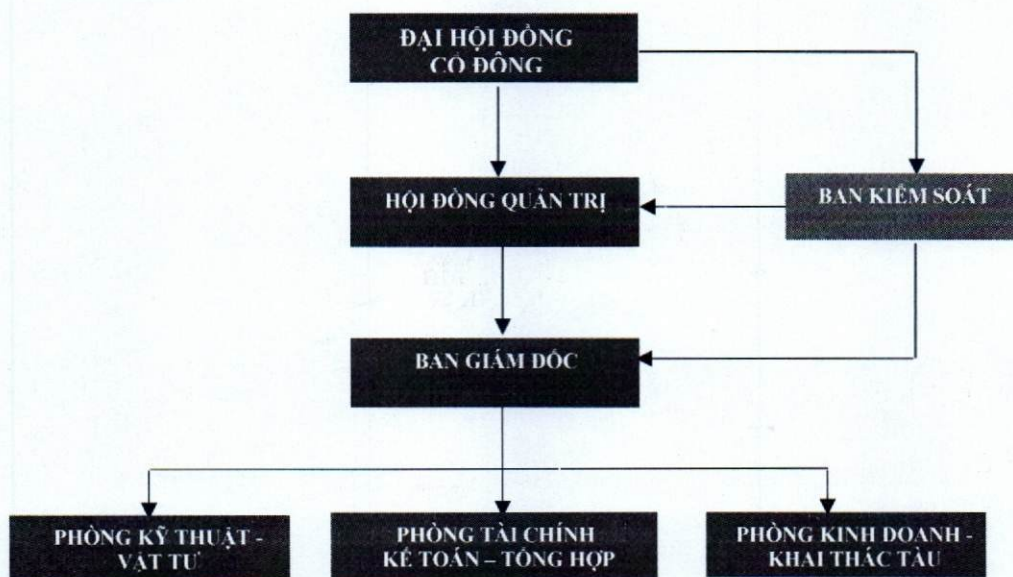 ĐẠI HỘI ĐỒNG
CỔ ĐÔNG
HỘI ĐỒNG QUẢN TRỊ
BAN KIỂM SOÁT
BAN GIÁM ĐỐC
PHÒNG KỸ THUẬT -
VẬT TƯ
PHÒNG TÀI CHÍNH
KẾ TOÁN – TỔNG HỢP
PHÒNG KINH DOANH -
KHAI THÁC TÀU